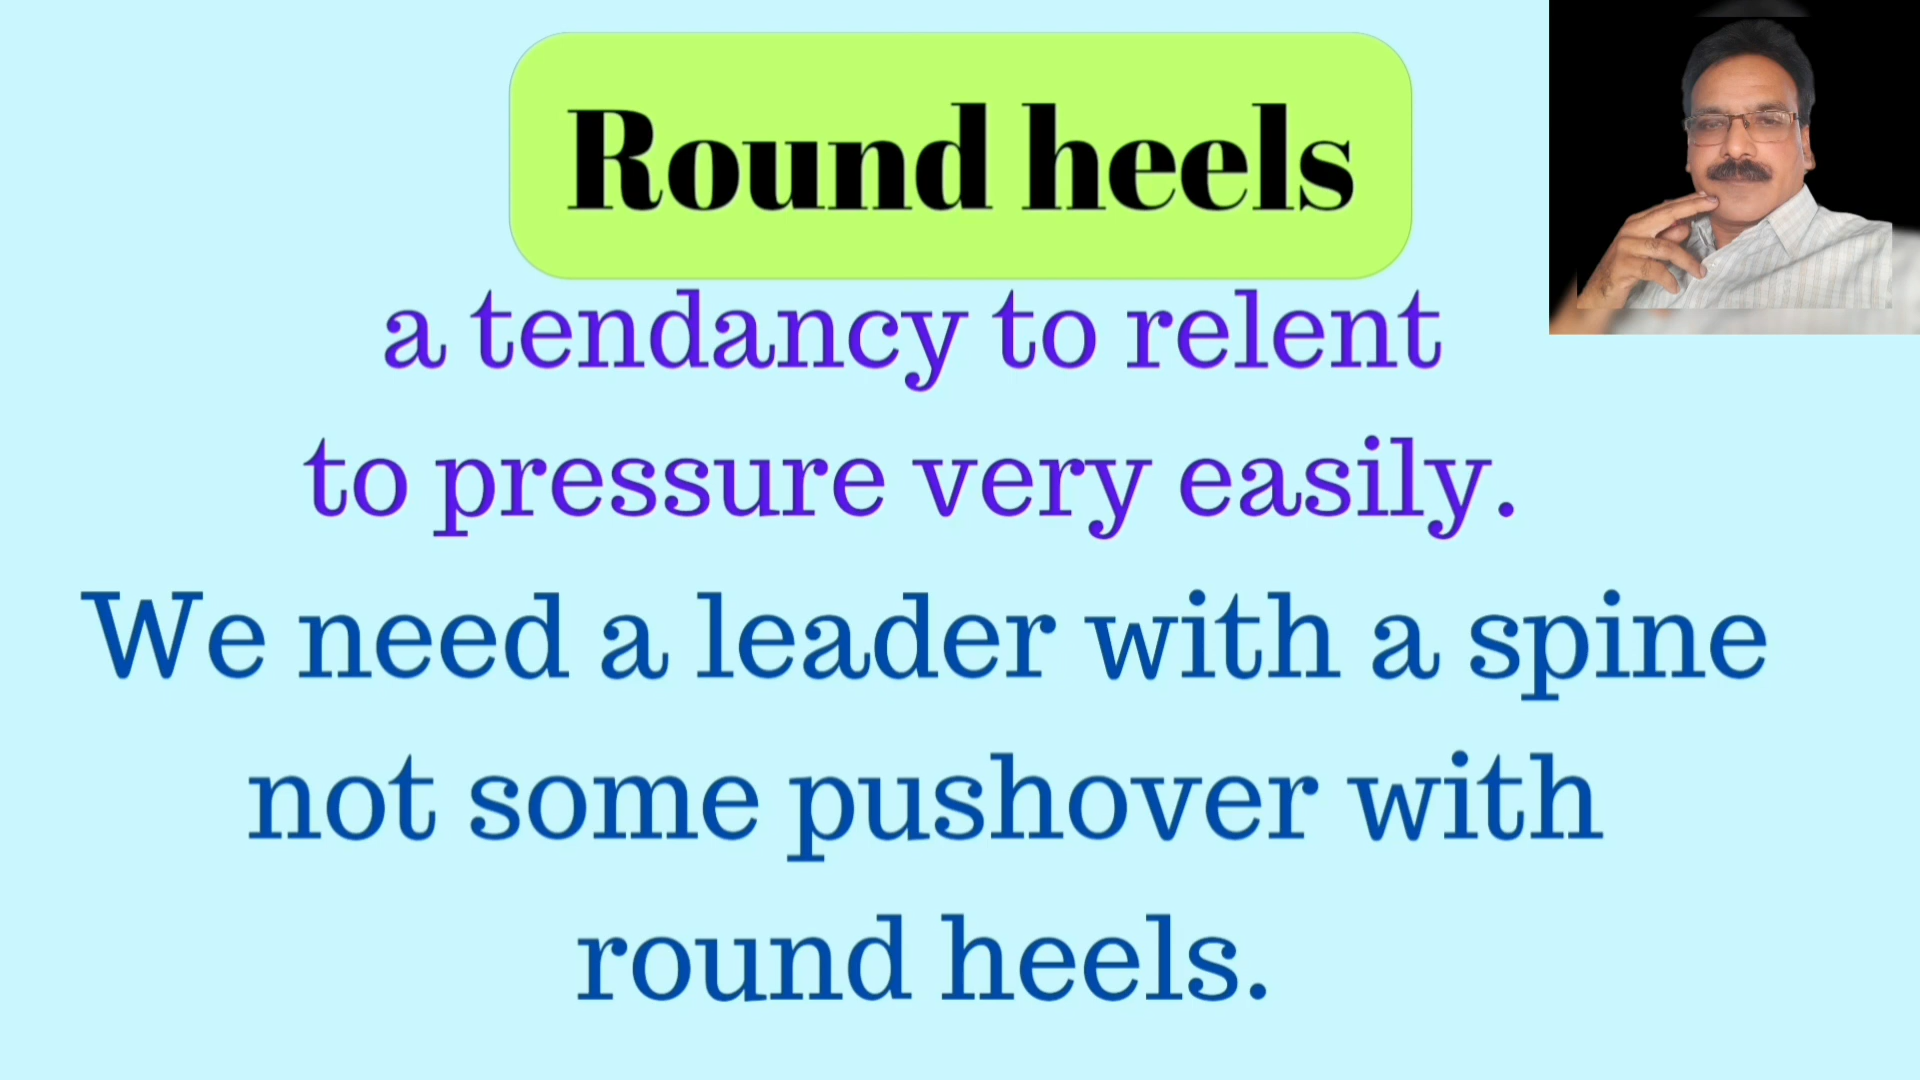 Round heels
a tendancy to relent
to pressure very easily.
We need a leader with a spine
not some pushover with
round heels.